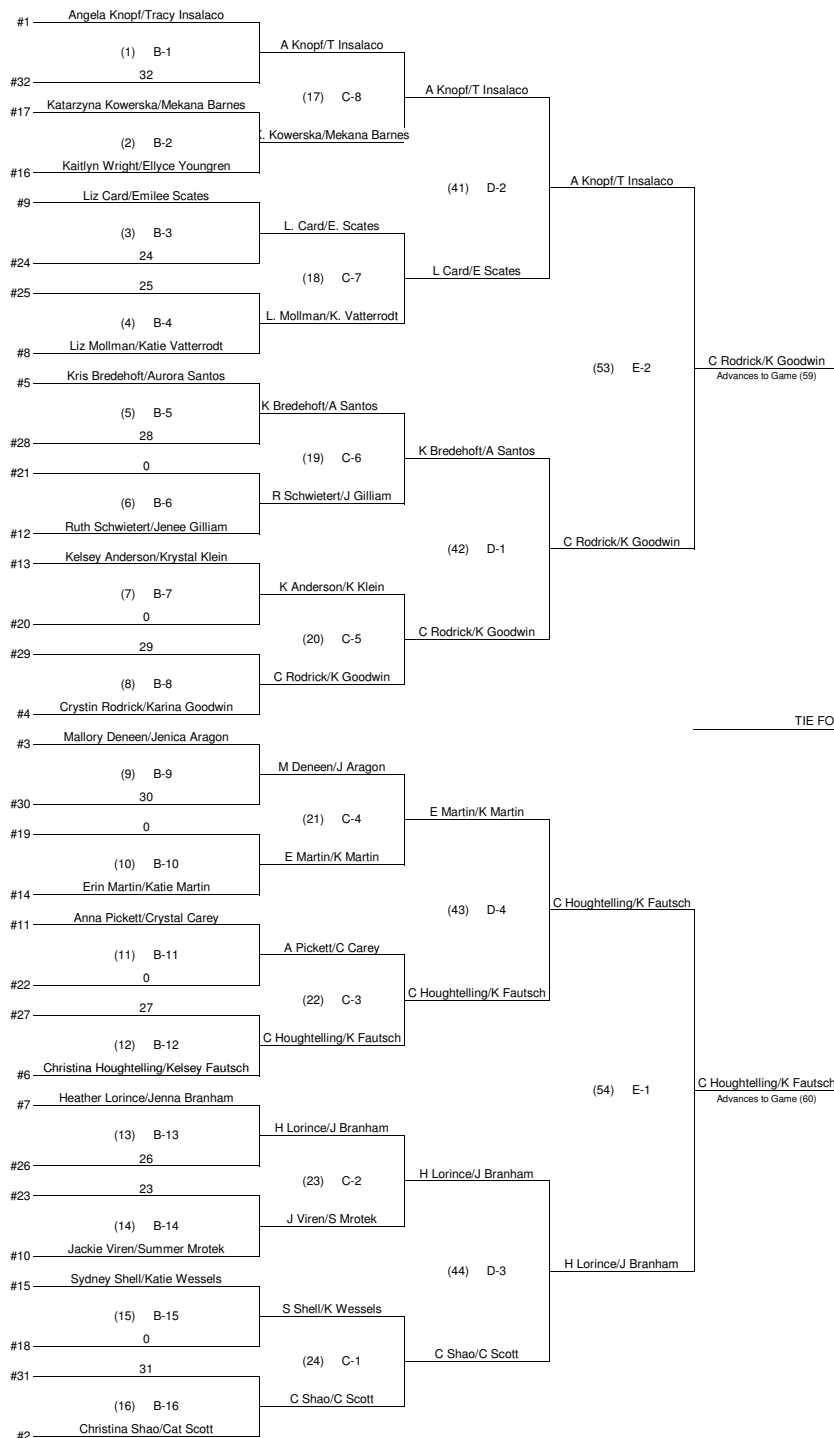 Angela Knopf/Tracy Insalaco
#1
A Knopf/T Insalaco
(1) B-1
32
#32
A Knopf/T Insalaco
(17) C-8
Katarzyna Kowerska/Mekana Barnes
#17
K. Kowerska/Mekana Barnes
(2) B-2
Kaitlyn Wright/Ellyce Youngren
#16
A Knopf/T Insalaco
(41) D-2
Liz Card/Emilee Scates
#9
L. Card/E. Scates
(3) B-3
24
#24
L Card/E Scates
(18) C-7
25
#25
L. Mollman/K. Vatterrodt
(4) B-4
Liz Mollman/Katie Vatterrodt
#8
C Rodrick/K Goodwin
(53) E-2
Advances to Game (59)
Kris Bredehoft/Aurora Santos
#5
K Bredehoft/A Santos
(5) B-5
28
#28
K Bredehoft/A Santos
(19) C-6
0
#21
R Schwietert/J Gilliam
(6) B-6
Ruth Schwietert/Jenee Gilliam
#12
C Rodrick/K Goodwin
(42) D-1
Kelsey Anderson/Krystal Klein
#13
K Anderson/K Klein
(7) B-7
0
#20
C Rodrick/K Goodwin
(20) C-5
29
#29
C Rodrick/K Goodwin
(8) B-8
Crystin Rodrick/Karina Goodwin
#4
TIE FO
Mallory Deneen/Jenica Aragon
#3
M Deneen/J Aragon
(9) B-9
30
#30
E Martin/K Martin
(21) C-4
0
#19
E Martin/K Martin
(10) B-10
Erin Martin/Katie Martin
#14
C Houghtelling/K Fautsch
(43) D-4
Anna Pickett/Crystal Carey
#11
A Pickett/C Carey
(11) B-11
0
#22
C Houghtelling/K Fautsch
(22) C-3
27
#27
C Houghtelling/K Fautsch
(12) B-12
Christina Houghtelling/Kelsey Fautsch
#6
C Houghtelling/K Fautsch
(54) E-1
Advances to Game (60)
Heather Lorince/Jenna Branham
#7
H Lorince/J Branham
(13) B-13
26
#26
H Lorince/J Branham
(23) C-2
23
#23
J Viren/S Mrotek
(14) B-14
Jackie Viren/Summer Mrotek
#10
H Lorince/J Branham
(44) D-3
Sydney Shell/Katie Wessels
#15
S Shell/K Wessels
(15) B-15
0
#18
C Shao/C Scott
(24) C-1
31
#31
C Shao/C Scott
(16) B-16
Christina Shao/Cat Scott
#2